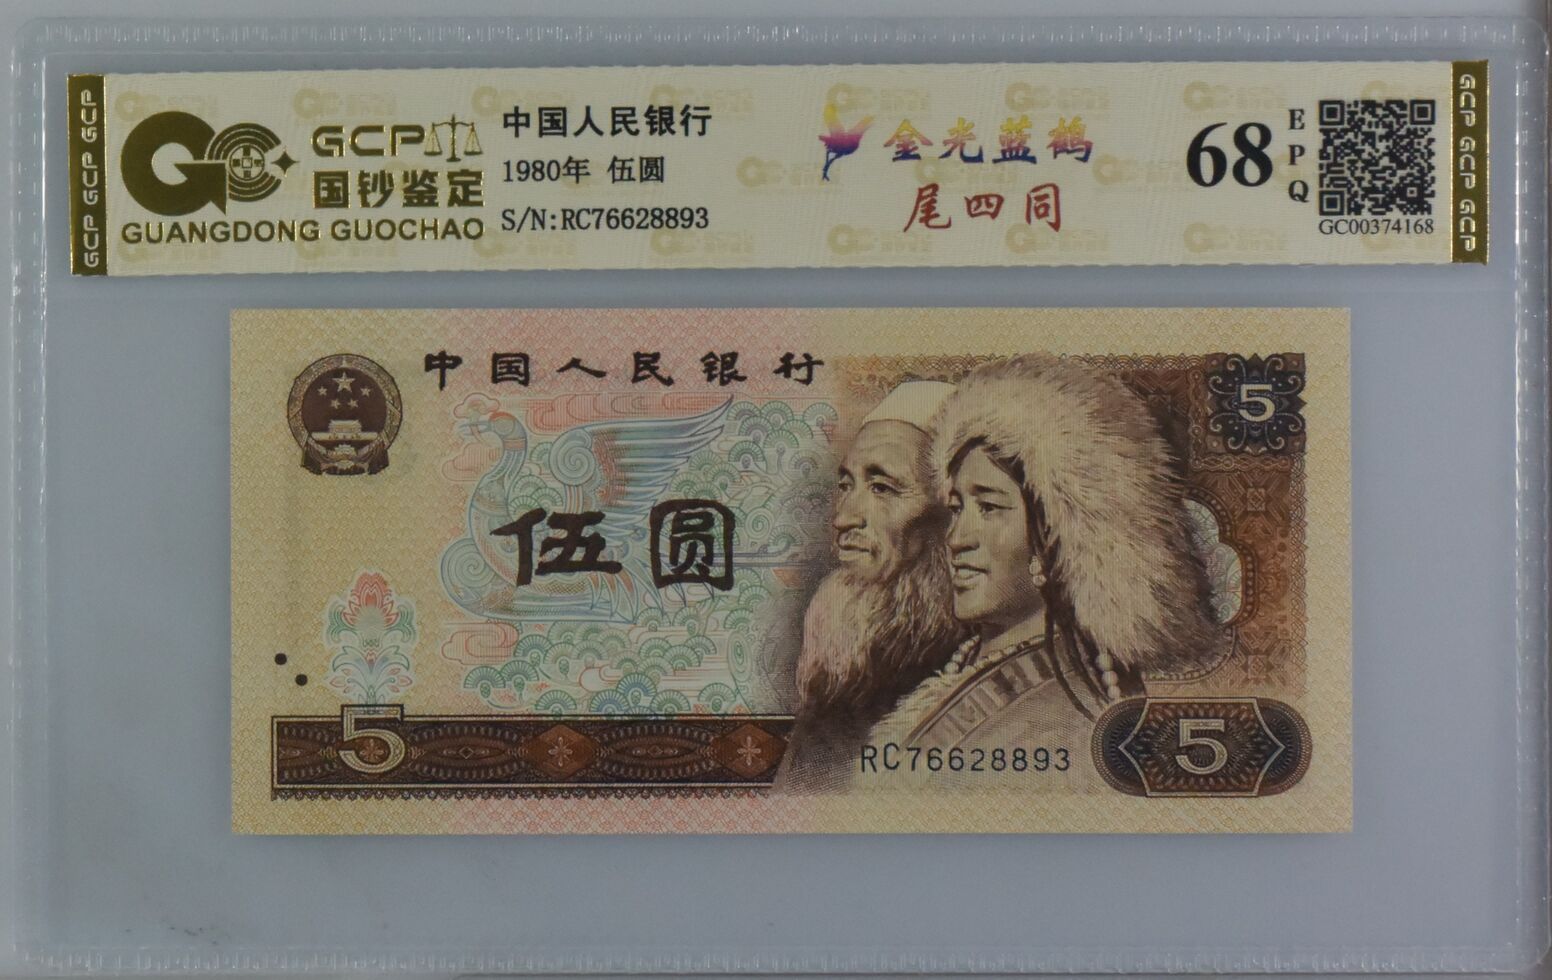 GCP GCP GCP
GCP
国钞鉴定
GUANGDONG GUOCHAO
中国人民银行
1980年 伍圆
S/N:RC76628893
金光蓝鹤
尾四同
68
EPQ
GC00374168
GCP GCP GCP
中国人民银行
5
伍圆
5
RC76628893
5